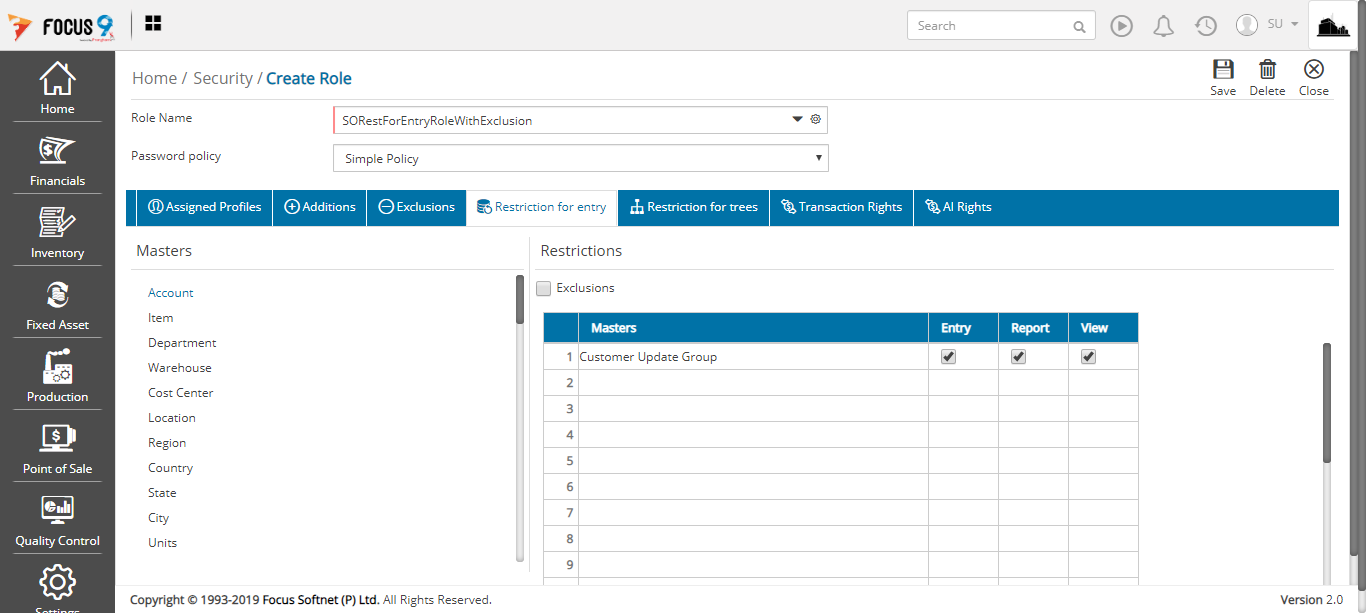 FOCUS 9
Search
SU
Home
Financials
Inventory
Fixed Asset
Production
Point of Sale
Quality Control
Settings
Home / Security / Create Role
Save
Delete
Close
Role Name
SORestForEntryRoleWithExclusion
Password policy
Simple Policy
Assigned Profiles
Additions
Exclusions
Restriction for entry
Restriction for trees
Transaction Rights
AI Rights
Masters
Account
Item
Department
Warehouse
Cost Center
Location
Region
Country
State
City
Units
Restrictions
Exclusions
Masters Entry Report View
1 Customer Update Group
2
3
4
5
6
7
8
9
Copyright © 1993-2019 Focus Softnet (P) Ltd. All Rights Reserved.
Version 2.0